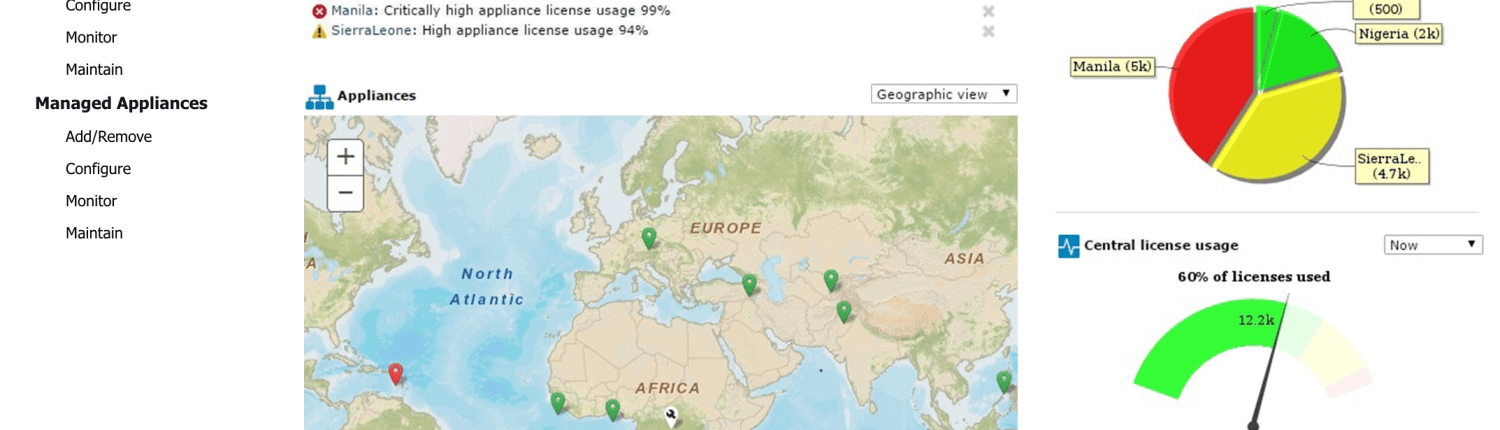 Configure
Monitor
Maintain
Managed Appliances
Add/Remove
Configure
Monitor
Maintain
Manila: Critically high appliance license usage 99%
SierraLeone: High appliance license usage 94%
Appliances
Geographic view
+
−
EUROPE
ASIA
A
North
Atlantic
AFRICA
(500)
Nigeria (2k)
Manila (5k)
SierraLe..
(4.7k)
Central license usage
Now
60% of licenses used
12.2k